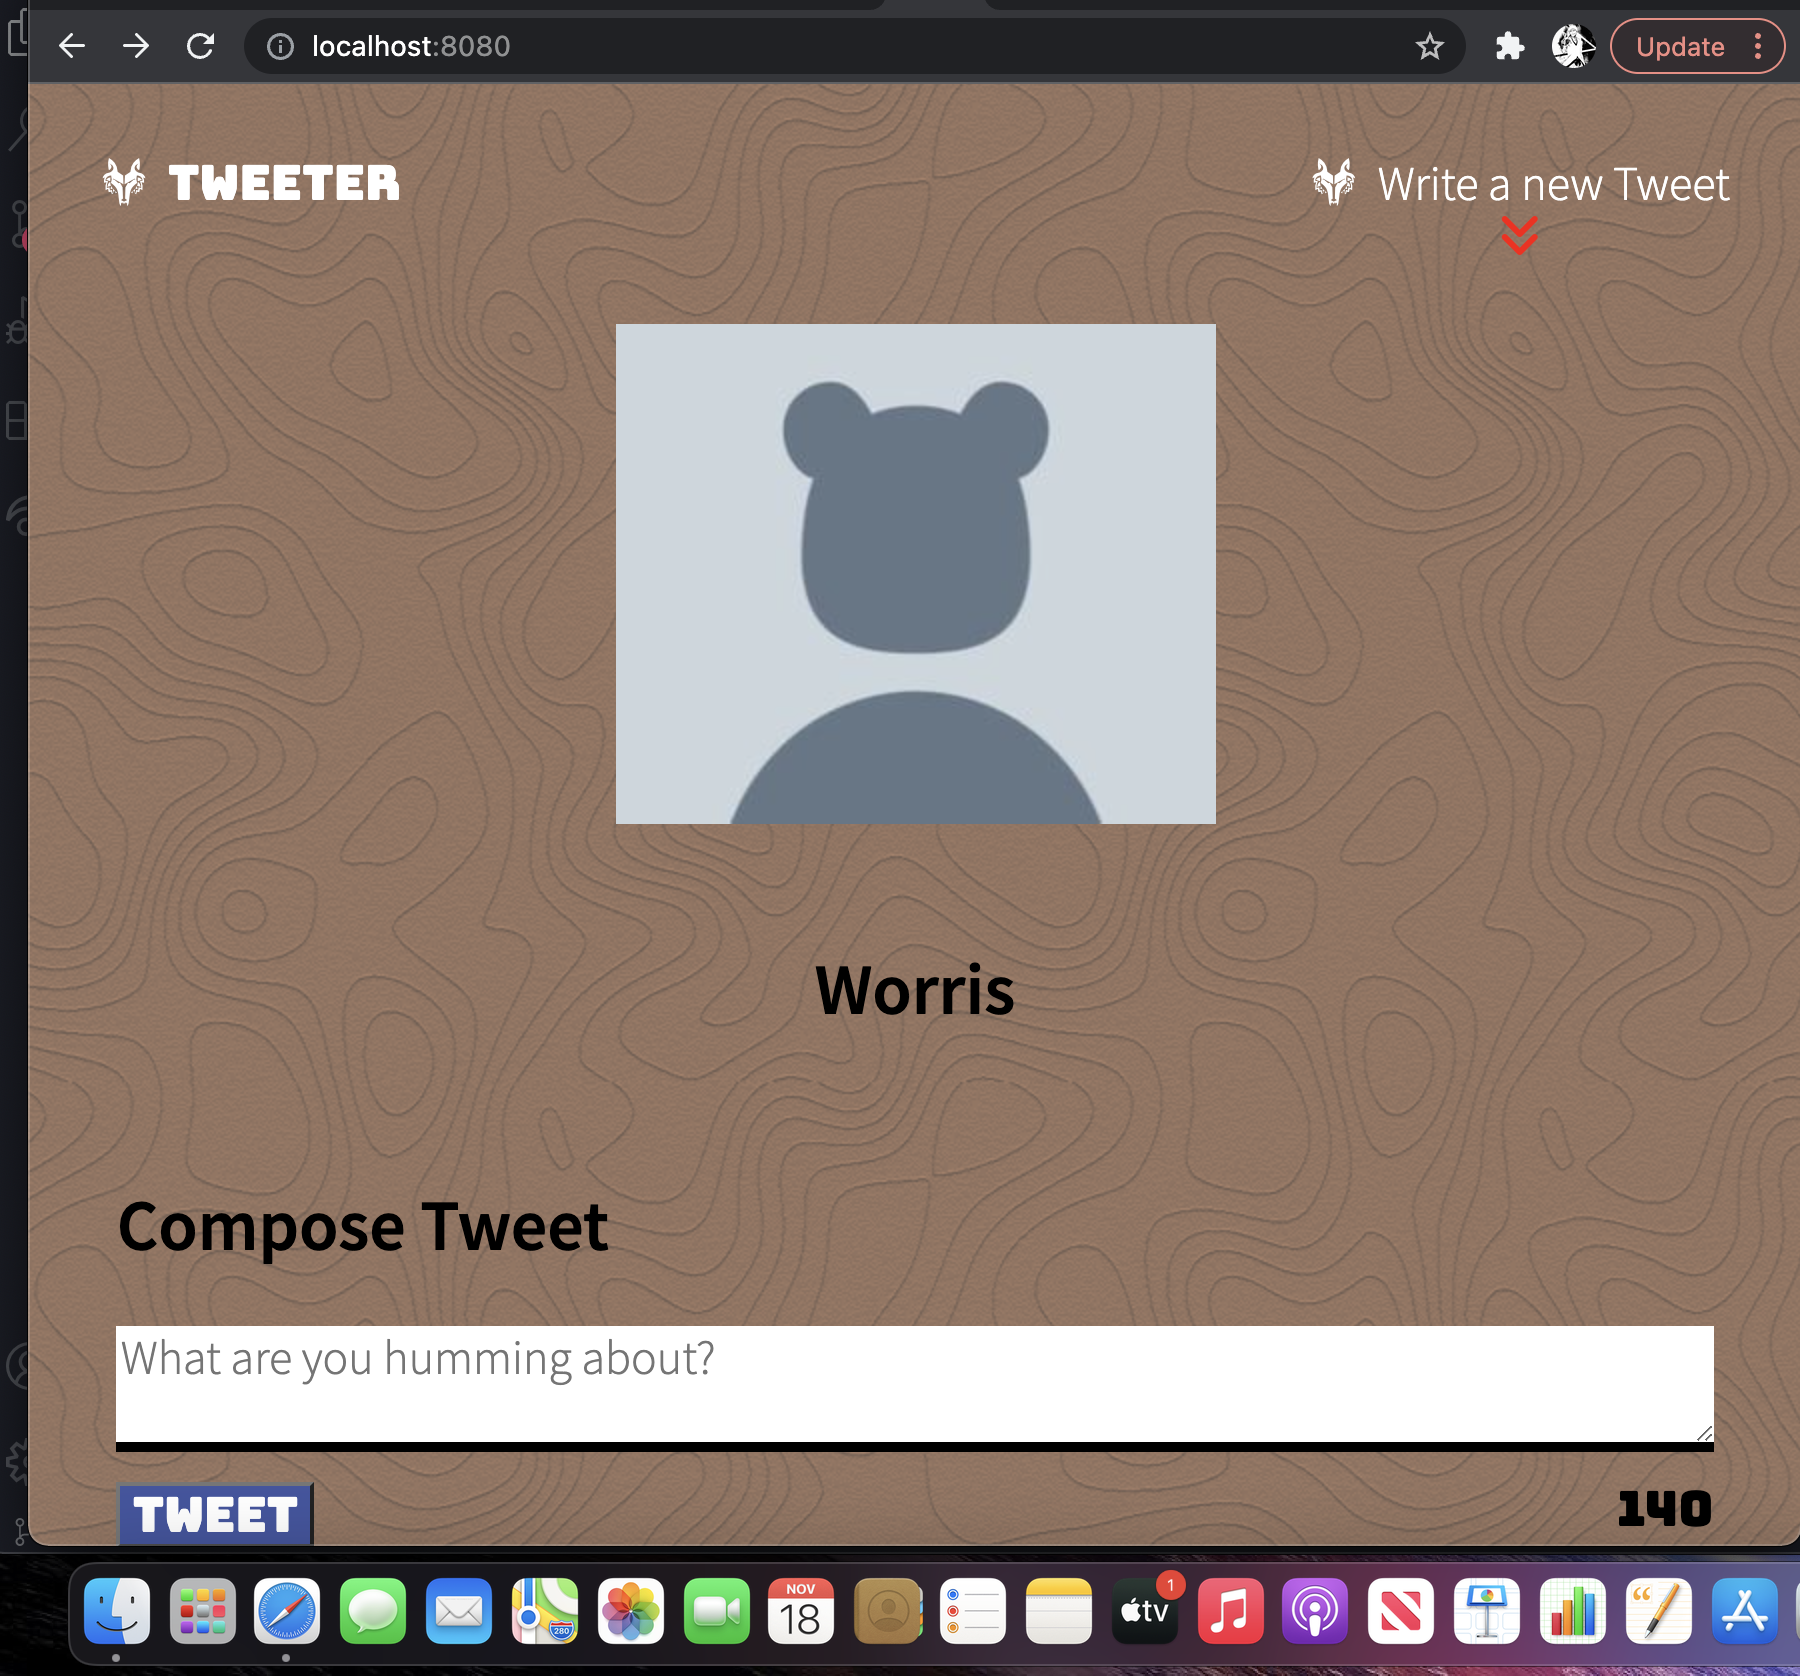 localhost:8080
Update
TWEETER
Write a new Tweet
Worris
Compose Tweet
What are you humming about?
TWEET
140
NOV
18
280
tv
1